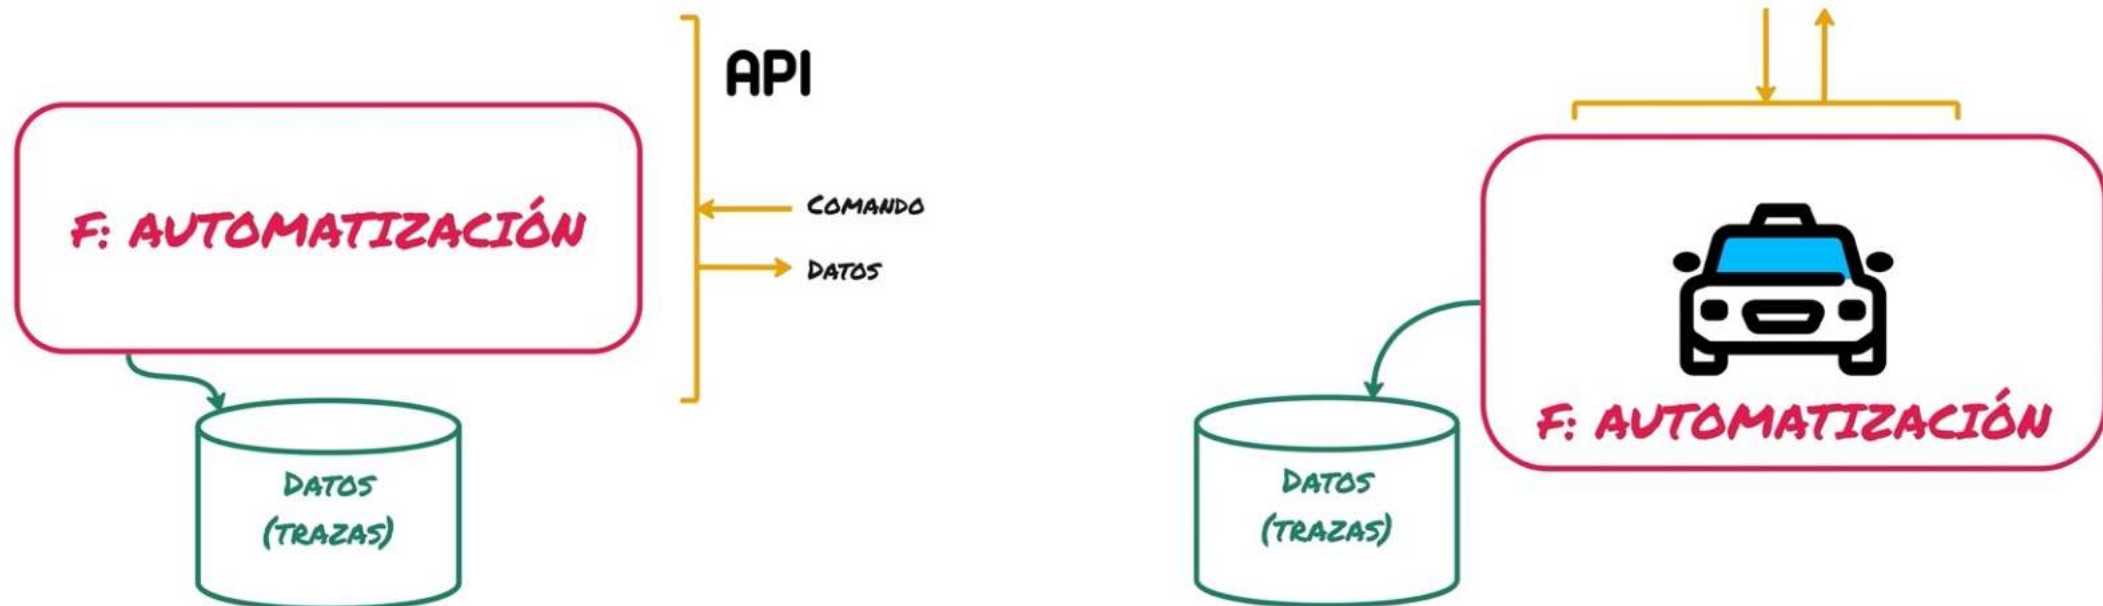 API
F: AUTOMATIZACIÓN
COMANDO
DATOS
DATOS
(TRAZAS)
F: AUTOMATIZACIÓN
DATOS
(TRAZAS)